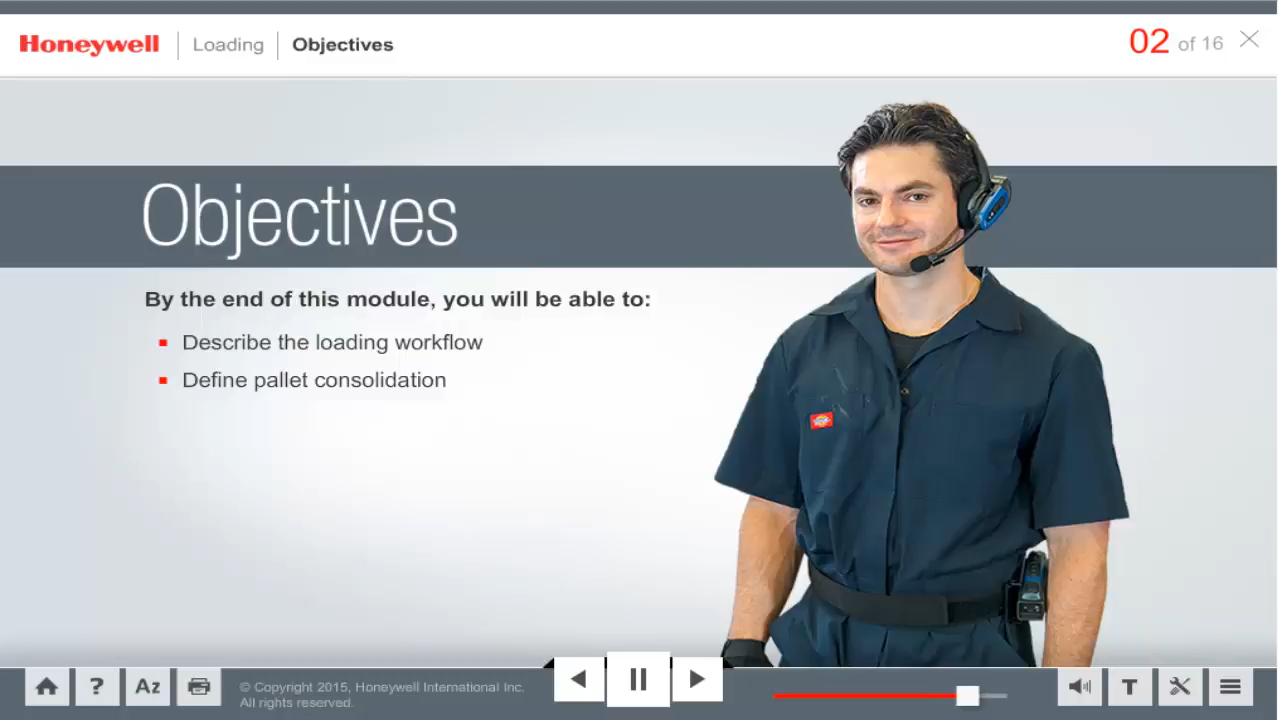 Honeywell
Loading
Objectives
02 of 16
Objectives
By the end of this module, you will be able to:
Describe the loading workflow
Define pallet consolidation
?
Az
© Copyright 2015, Honeywell International Inc.
All rights reserved.
T